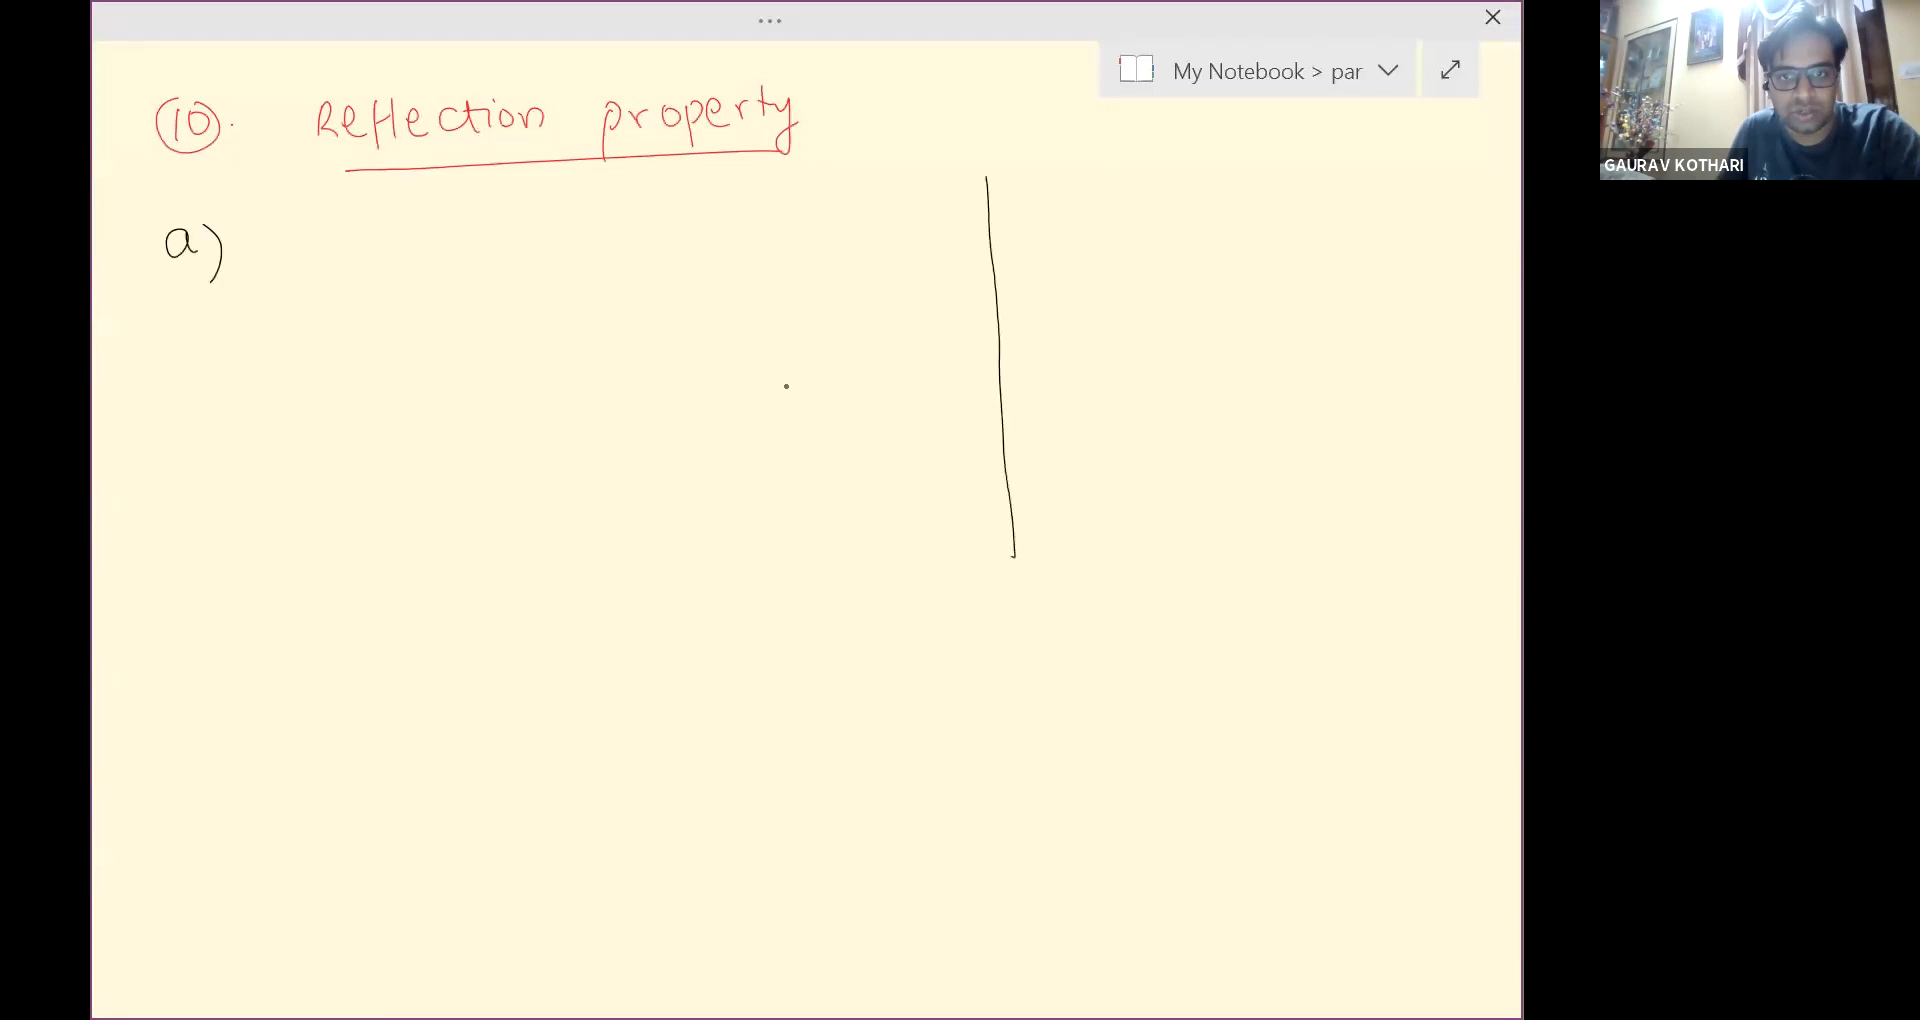 ...
My Notebook > par
GAURAV KOTHARI
(10). Reflection property
a)